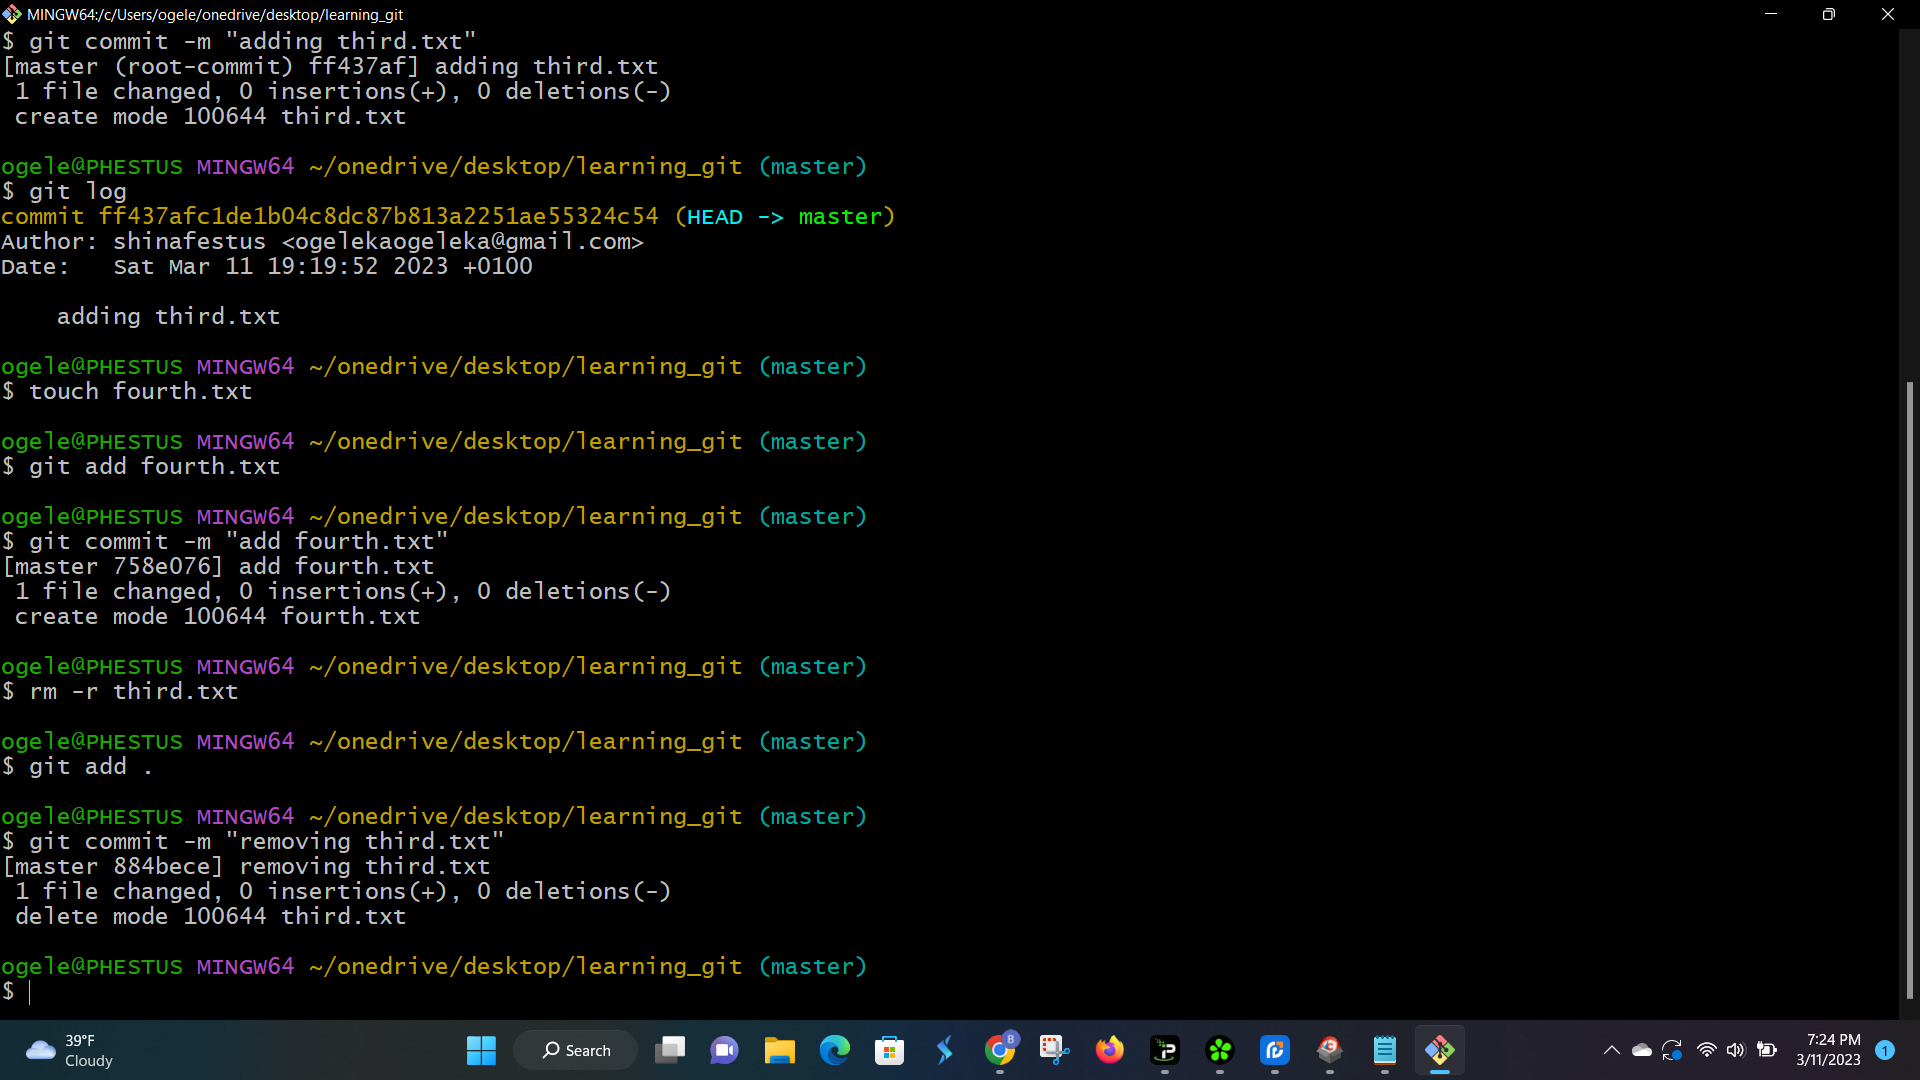 MINGW64:/c/Users/ogele/onedrive/desktop/learning_git
$ git commit -m "adding third.txt"
[master (root-commit) ff437af] adding third.txt
 1 file changed, 0 insertions(+), 0 deletions(-)
 create mode 100644 third.txt
ogele@PHESTUS MINGW64 ~/onedrive/desktop/learning_git (master)
$ git log
commit ff437afc1de1b04c8dc87b813a2251ae55324c54 (HEAD -> master)
Author: shinafestus <ogelekaogeleka@gmail.com>
Date:   Sat Mar 11 19:19:52 2023 +0100
    adding third.txt
ogele@PHESTUS MINGW64 ~/onedrive/desktop/learning_git (master)
$ touch fourth.txt
ogele@PHESTUS MINGW64 ~/onedrive/desktop/learning_git (master)
$ git add fourth.txt
ogele@PHESTUS MINGW64 ~/onedrive/desktop/learning_git (master)
$ git commit -m "add fourth.txt"
[master 758e076] add fourth.txt
 1 file changed, 0 insertions(+), 0 deletions(-)
 create mode 100644 fourth.txt
ogele@PHESTUS MINGW64 ~/onedrive/desktop/learning_git (master)
$ rm -r third.txt
ogele@PHESTUS MINGW64 ~/onedrive/desktop/learning_git (master)
$ git add .
ogele@PHESTUS MINGW64 ~/onedrive/desktop/learning_git (master)
$ git commit -m "removing third.txt"
[master 884bece] removing third.txt
 1 file changed, 0 insertions(+), 0 deletions(-)
 delete mode 100644 third.txt
ogele@PHESTUS MINGW64 ~/onedrive/desktop/learning_git (master)
$
39°F
Cloudy
Search
B
7:24 PM
3/11/2023
1